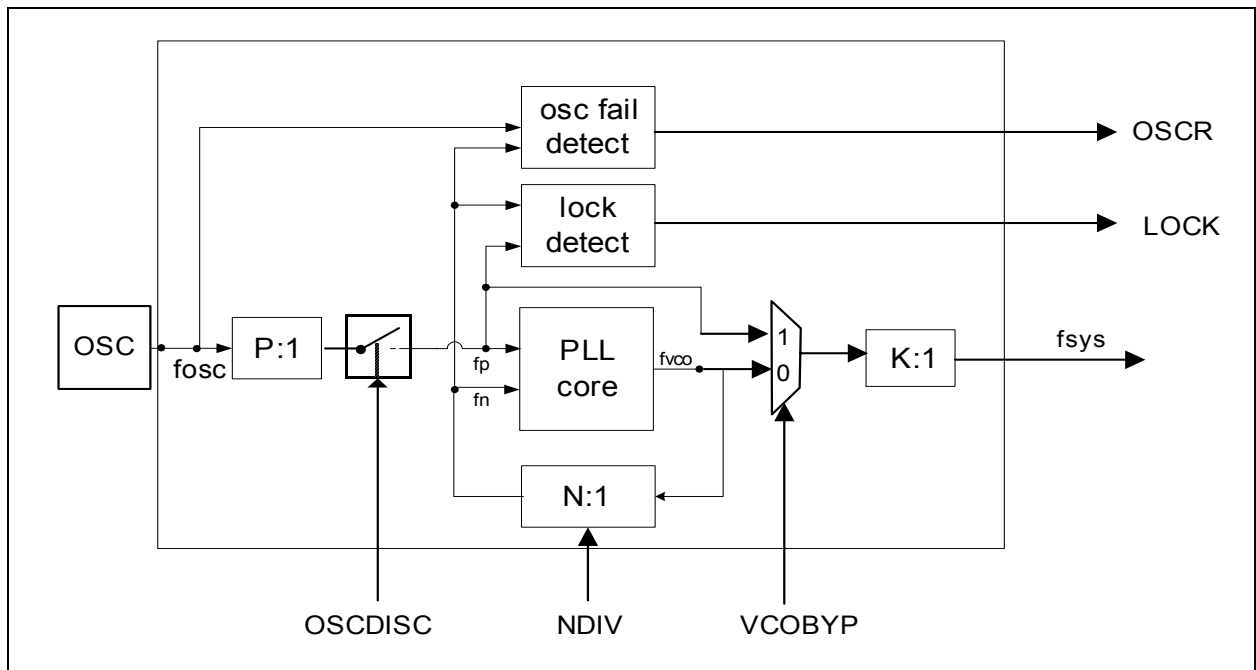 osc fail
detect
OSCR
lock
detect
LOCK
OSC
fosc
P:1
fp
fn
PLL
core
fvco
1
0
K:1
fsys
N:1
OSCDISC
NDIV
VCOBYP